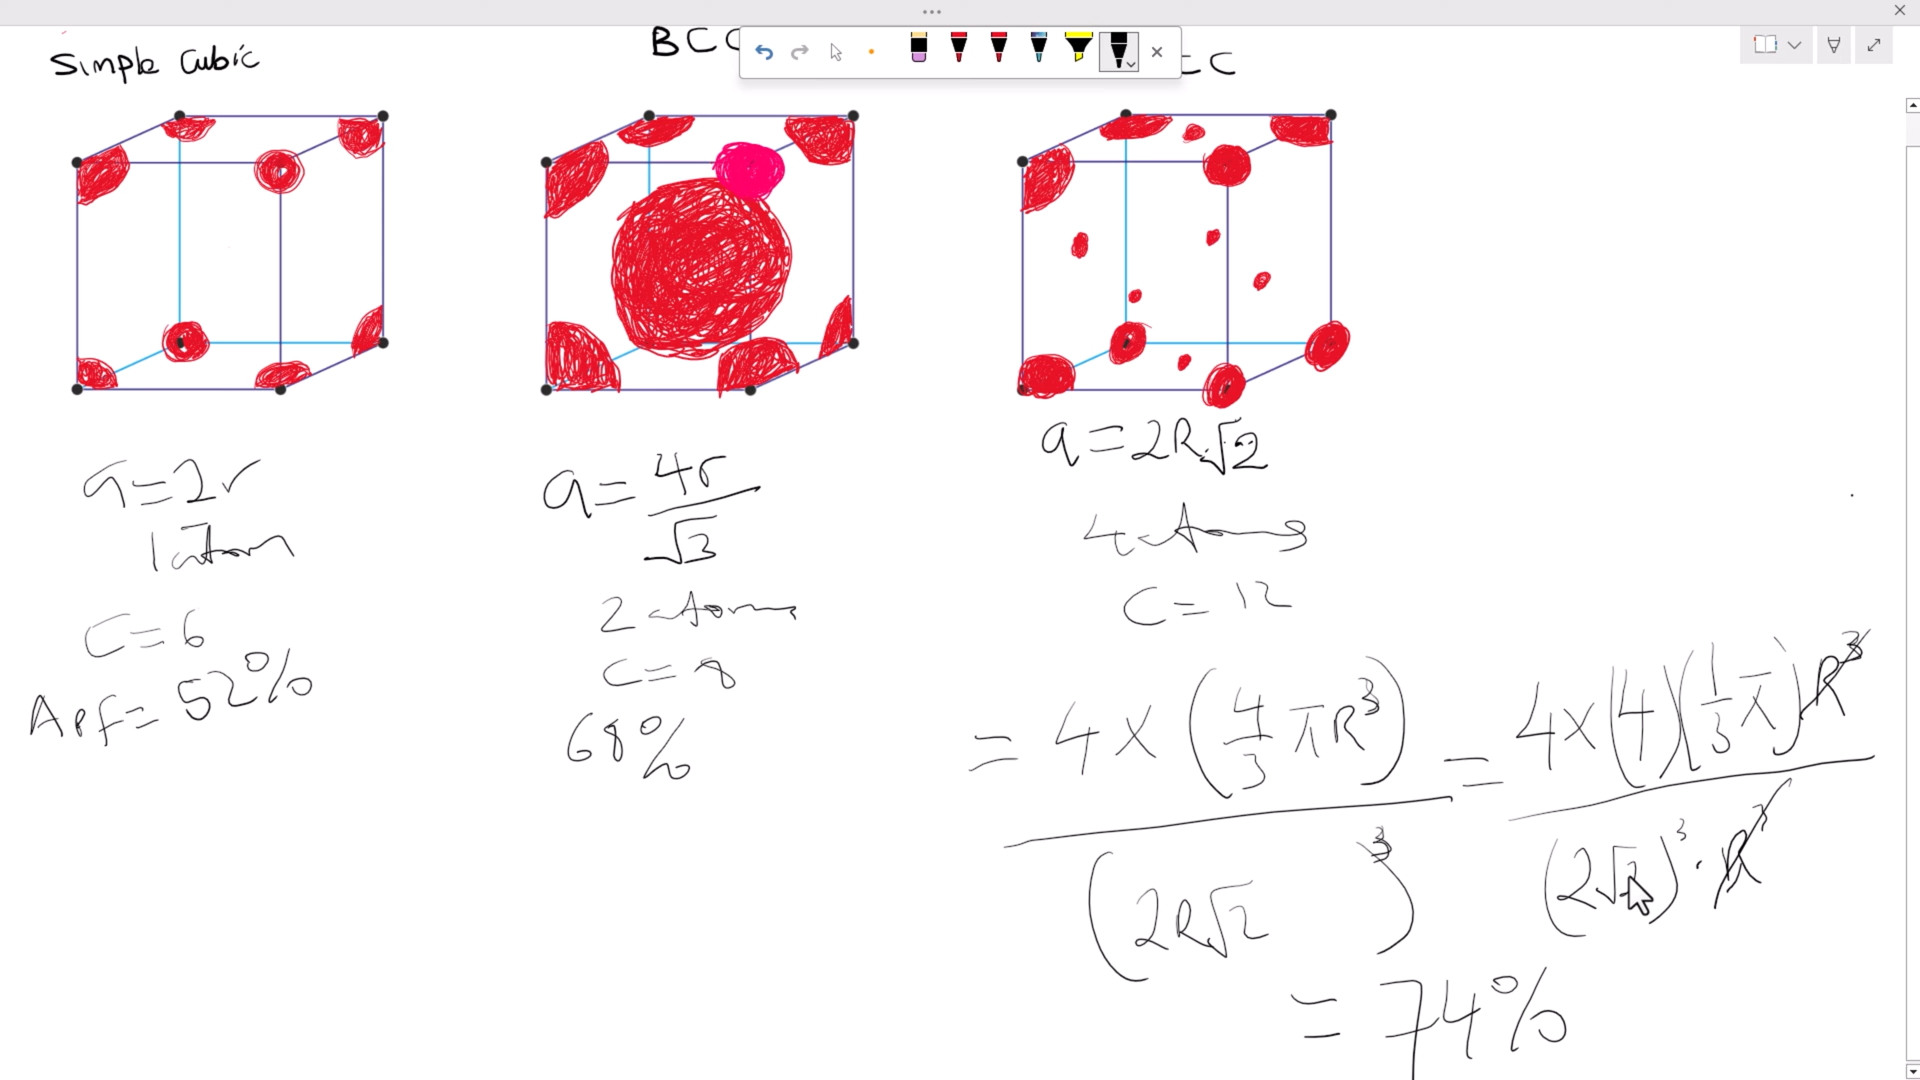 Simple Cubic
BCC
CC
a = 2r
1 atom
C = 6
Apf = 52%
a = 4r / √3
2 atoms
C = 8
68%
a = 2R√2
4 atoms
C = 12
= 4 × (4/3 πR³) / (2R√2)³ = 4 × (4)(1/3 π)R³ / (2√2)³ · R³
= 74%